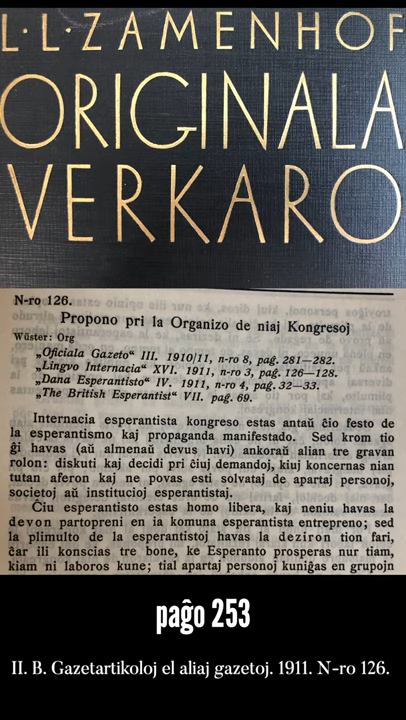 L·L·ZAMENHOF
ORIGINALA
VERKARO
N-ro 126.
Propono pri la Organizo de niaj Kongresoj
Wüster: Org
„Oficiala Gazeto“ III. 1910/11, n-ro 8, paĝ. 281—282.
„Lingvo Internacia“ XVI. 1911, n-ro 3, paĝ. 126—128.
„Dana Esperantisto“ IV. 1911, n-ro 4, paĝ. 32—33.
„The British Esperantist“ VII. paĝ. 69.
Internacia esperantista kongreso estas antaŭ ĉio festo de
la esperantismo kaj propaganda manifestado. Sed krom tio
ĝi havas (aŭ almenaŭ devus havi) ankoraŭ alian tre gravan
rolon: diskuti kaj decidi pri ĉiuj demandoj, kiuj koncernas nian
tutan aferon kaj ne povas esti solvataj de apartaj personoj,
societoj aŭ institucioj esperantistaj.
Ĉiu esperantisto estas homo libera, kaj neniu havas la
devon partopreni en ia komuna esperantista entrepreno; sed
la plimulto de la esperantistoj havas la deziron tion fari,
ĉar ili konscias tre bone, ke Esperanto prosperas nur tiam,
kiam ni laboros kune; tial apartaj personoj kuniĝas en grupojn
paĝo 253
II. B. Gazetartikoloj el aliaj gazetoj. 1911. N-ro 126.